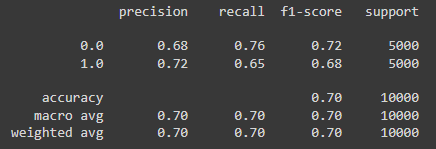 precision recall f1-score support
0.0 0.68 0.76 0.72 5000
1.0 0.72 0.65 0.68 5000
accuracy 0.70 10000
macro avg 0.70 0.70 0.70 10000
weighted avg 0.70 0.70 0.70 10000